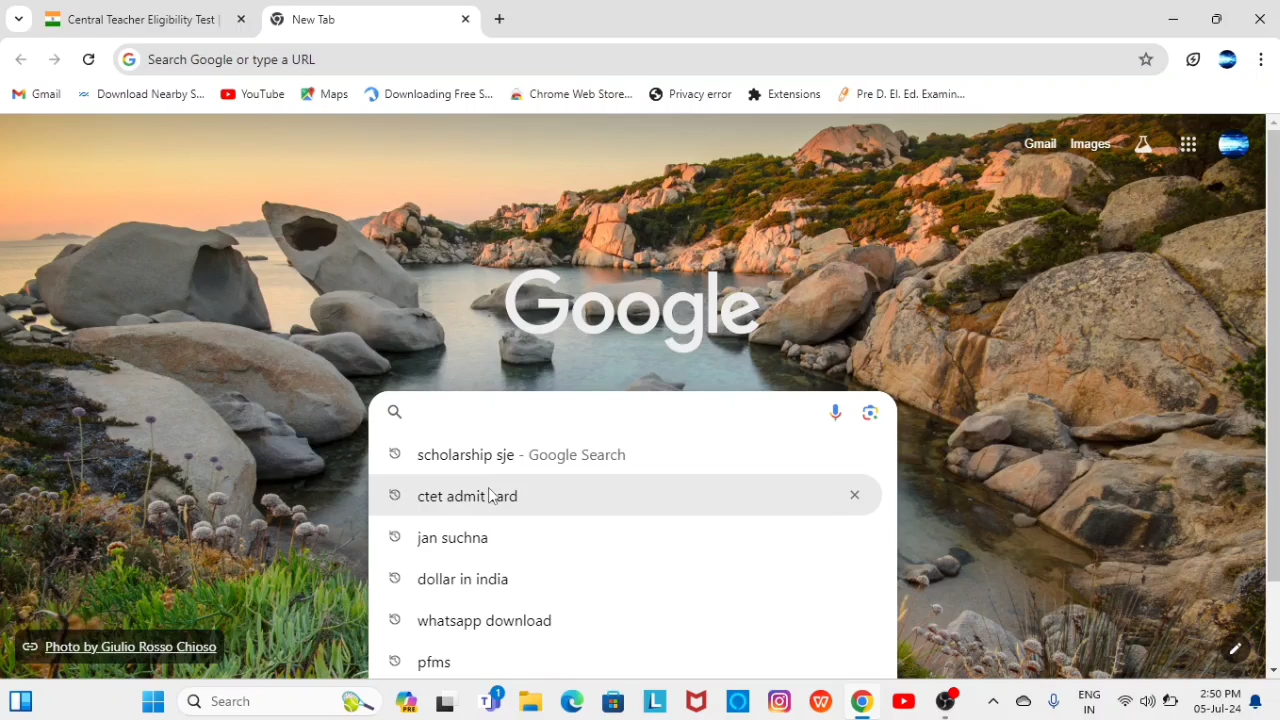 Central Teacher Eligibility Test |
New Tab
Search Google or type a URL
Gmail
Download Nearby S...
YouTube
Maps
Downloading Free S...
Chrome Web Store...
Privacy error
Extensions
Pre D. El. Ed. Examin...
Gmail Images
Google
scholarship sje - Google Search
ctet admit card
jan suchna
dollar in india
whatsapp download
pfms
Photo by Giulio Rosso Chioso
Search
PRE
1
ENG
IN
2:50 PM
05-Jul-24